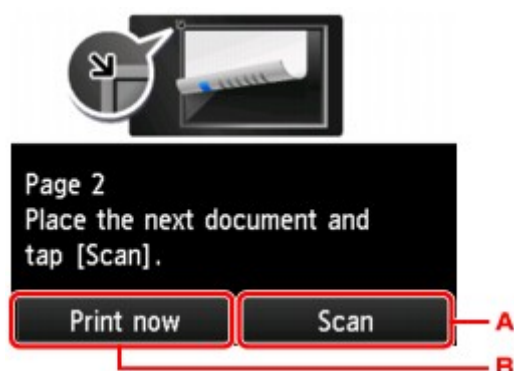 Page 2
Place the next document and
tap [Scan].
Print now Scan A
B